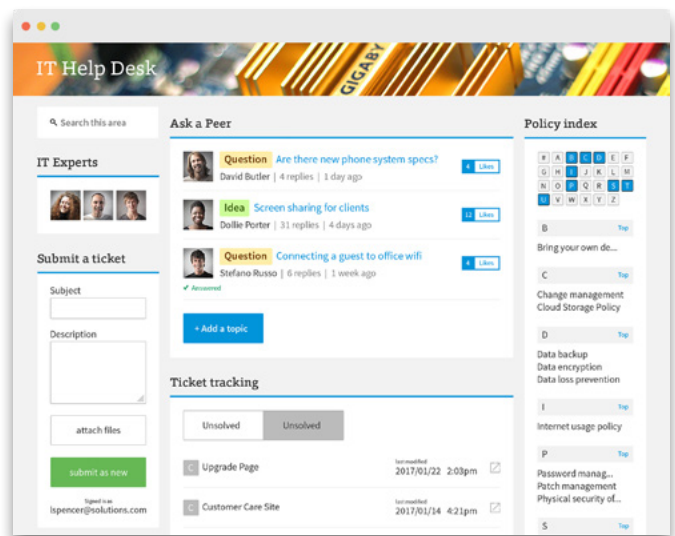 IT Help Desk
GIGABY
Search this area
IT Experts
Submit a ticket
Subject
Description
attach files
submit as new
Signed in as
lspencer@solutions.com
Ask a Peer
Question Are there new phone system specs?
David Butler | 4 replies | 1 day ago
4 Likes
Idea Screen sharing for clients
Dollie Porter | 31 replies | 4 days ago
12 Likes
Question Connecting a guest to office wifi
Stefano Russo | 6 replies | 1 week ago
4 Likes
✔ Answered
+ Add a topic
Ticket tracking
Unsolved Unsolved
C Upgrade Page
last modified
2017/01/22 2:03pm
C Customer Care Site
last modified
2017/01/14 4:21pm
Policy index
# A B C D E F
G H I J K L M
N O P Q R S T
U V W X Y Z
B Top
Bring your own de...
C Top
Change management
Cloud Storage Policy
D Top
Data backup
Data encryption
Data loss prevention
I Top
Internet usage policy
P Top
Password manag...
Patch management
Physical security of...
S Top